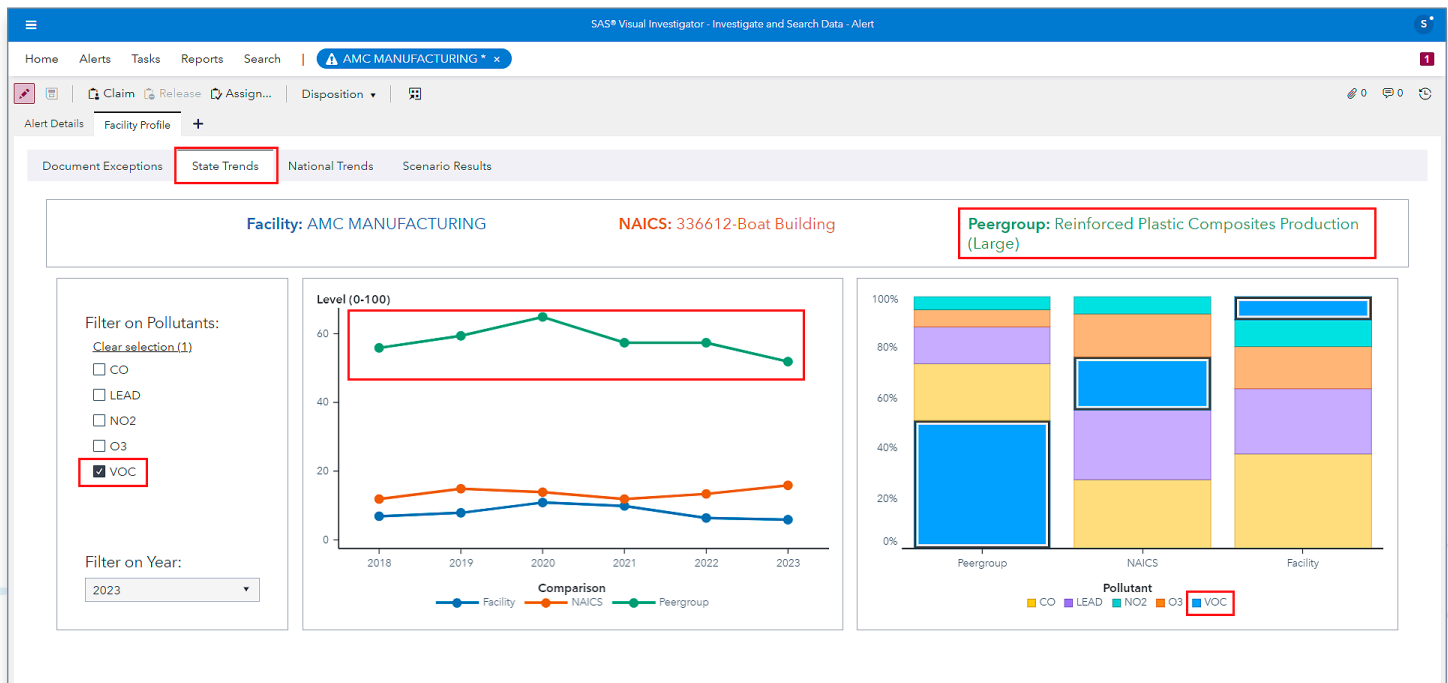 SAS® Visual Investigator - Investigate and Search Data - Alert
S
Home Alerts Tasks Reports Search | AMC MANUFACTURING * ×
1
Claim Release Assign... Disposition
0 0
Alert Details Facility Profile +
Document Exceptions State Trends National Trends Scenario Results
Facility: AMC MANUFACTURING
NAICS: 336612-Boat Building
Peergroup: Reinforced Plastic Composites Production
(Large)
Filter on Pollutants:
Clear selection (1)
CO
LEAD
NO2
O3
VOC
Filter on Year:
2023
Level (0-100)
60
40
20
0
2018 2019 2020 2021 2022 2023
Comparison
Facility NAICS Peergroup
100%
80%
60%
40%
20%
0%
Peergroup NAICS Facility
Pollutant
CO LEAD NO2 O3 VOC